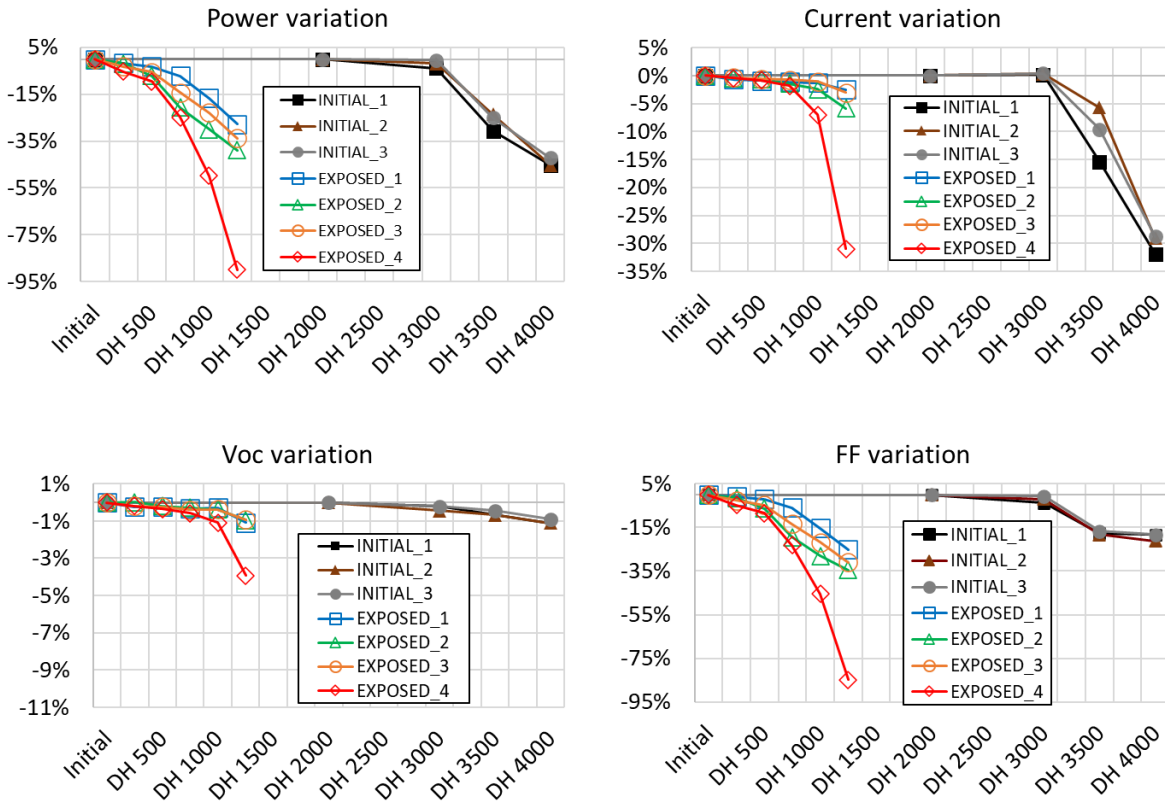 Power variation
5%
-15%
-35%
-55%
-75%
-95%
INITIAL_1
INITIAL_2
INITIAL_3
EXPOSED_1
EXPOSED_2
EXPOSED_3
EXPOSED_4
Initial
DH 500
DH 1000
DH 1500
DH 2000
DH 2500
DH 3000
DH 3500
DH 4000
Current variation
5%
0%
-5%
-10%
-15%
-20%
-25%
-30%
-35%
INITIAL_1
INITIAL_2
INITIAL_3
EXPOSED_1
EXPOSED_2
EXPOSED_3
EXPOSED_4
Initial
DH 500
DH 1000
DH 1500
DH 2000
DH 2500
DH 3000
DH 3500
DH 4000
Voc variation
1%
-1%
-3%
-5%
-7%
-9%
-11%
INITIAL_1
INITIAL_2
INITIAL_3
EXPOSED_1
EXPOSED_2
EXPOSED_3
EXPOSED_4
Initial
DH 500
DH 1000
DH 1500
DH 2000
DH 2500
DH 3000
DH 3500
DH 4000
FF variation
5%
-15%
-35%
-55%
-75%
-95%
INITIAL_1
INITIAL_2
INITIAL_3
EXPOSED_1
EXPOSED_2
EXPOSED_3
EXPOSED_4
Initial
DH 500
DH 1000
DH 1500
DH 2000
DH 2500
DH 3000
DH 3500
DH 4000